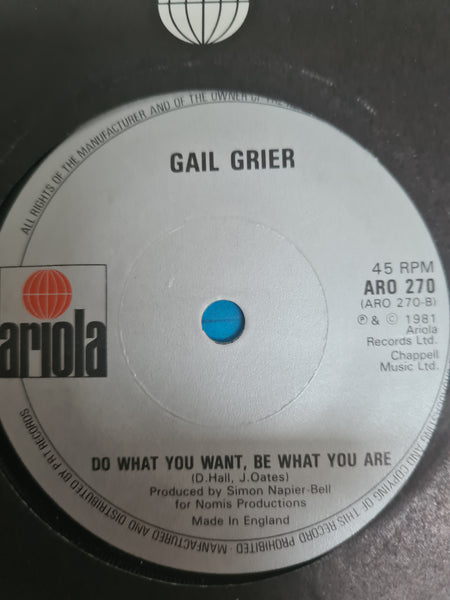 ALL RIGHTS OF THE MANUFACTURER AND OF THE OWNER OF THE
GAIL GRIER
45 RPM
ARO 270
(ARO 270-B)
℗ & © 1981
Ariola
Records Ltd.
Chappell
Music Ltd.
ariola
DO WHAT YOU WANT, BE WHAT YOU ARE
(D.Hall, J.Oates)
Produced by Simon Napier-Bell
for Nomis Productions
Made in England
AND COPYING OF THIS RECORD PROHIBITED · MANFACTURED AND DISTRIBUTED BY PRT RECORDS